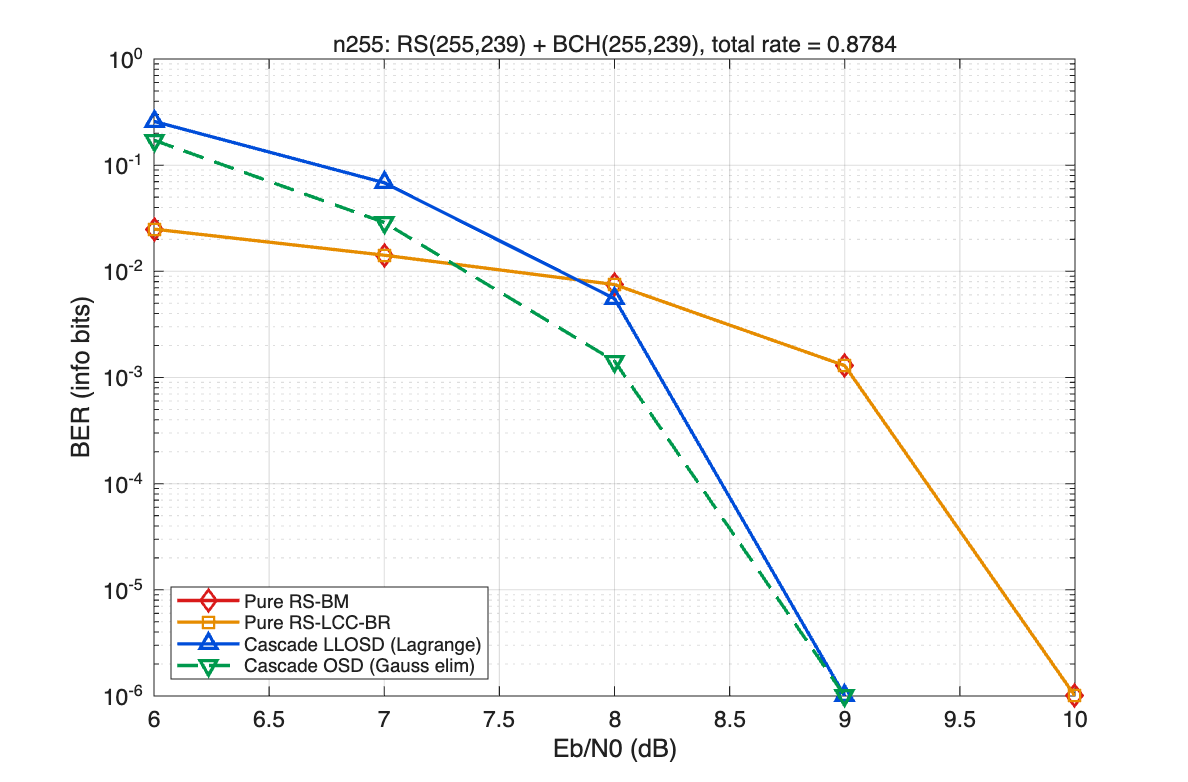 n255: RS(255,239) + BCH(255,239), total rate = 0.8784
10^0
10^-1
10^-2
10^-3
10^-4
10^-5
10^-6
BER (info bits)
Pure RS-BM
Pure RS-LCC-BR
Cascade LLOSD (Lagrange)
Cascade OSD (Gauss elim)
6 6.5 7 7.5 8 8.5 9 9.5 10
Eb/N0 (dB)